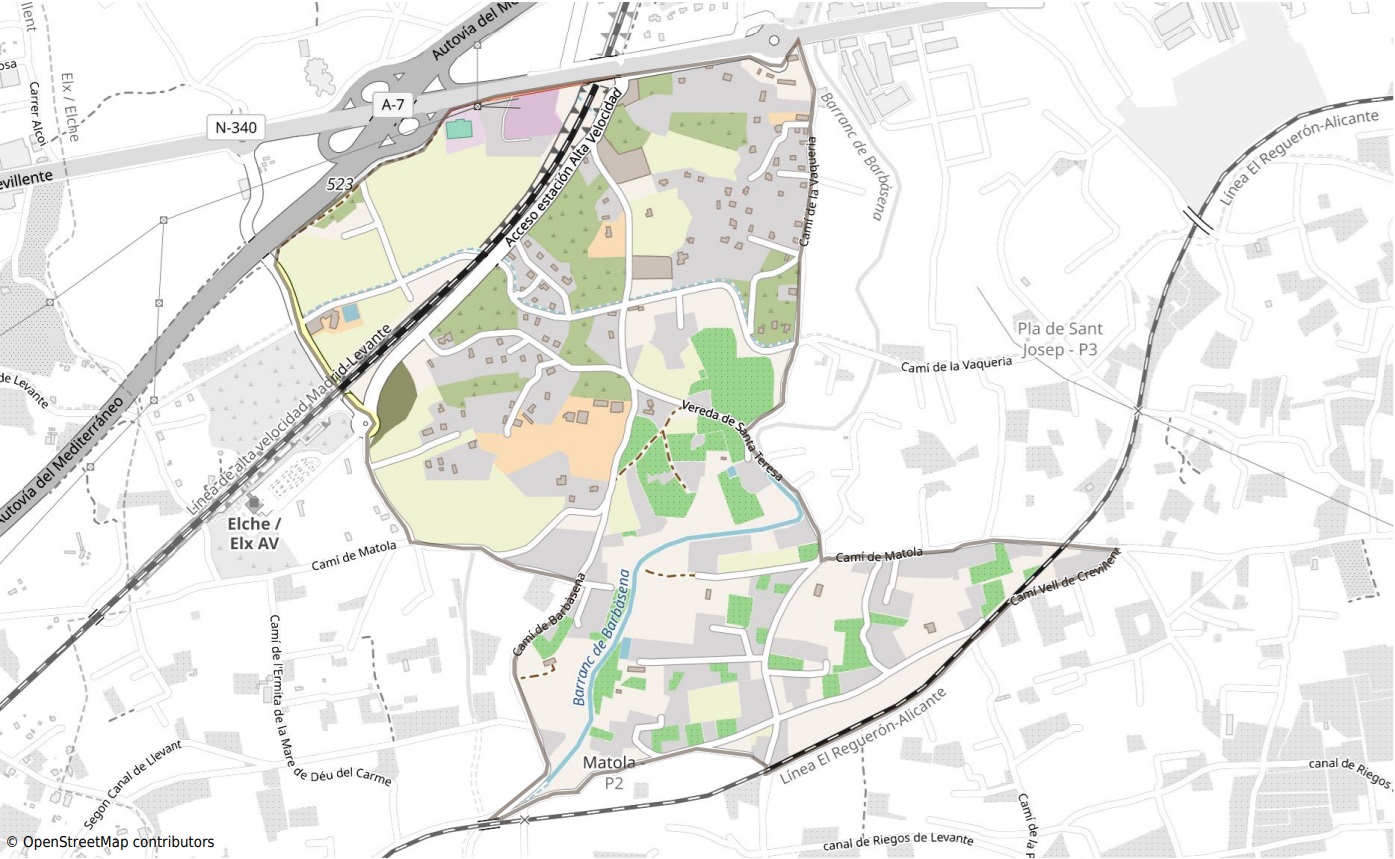 Autovía del Me
A-7
N-340
evillente
Carrer Alcoi
Elx / Elche
523
Acceso estación Alta Velocidad
Barranc de Barbàsena
Camí de la Vaqueria
Línea El Reguerón-Alicante
Pla de Sant
Josep - P3
Camí de la Vaqueria
de Levante
Autovía del Mediterráneo
Línea de alta velocidad Madrid-Levante
Vereda de Santa Teresa
Elche /
Elx AV
Camí de Matola
Camí de Matola
Camí Vell de Crevillent
Camí de Barbàsena
Barranc de Barbàsena
Camí de l'Ermita de la Mare de Déu del Carme
Segon Canal de Llevant
Línea El Reguerón-Alicante
Matola
P2
canal de Riegos
canal de Riegos de Levante
Camí de la P
© OpenStreetMap contributors